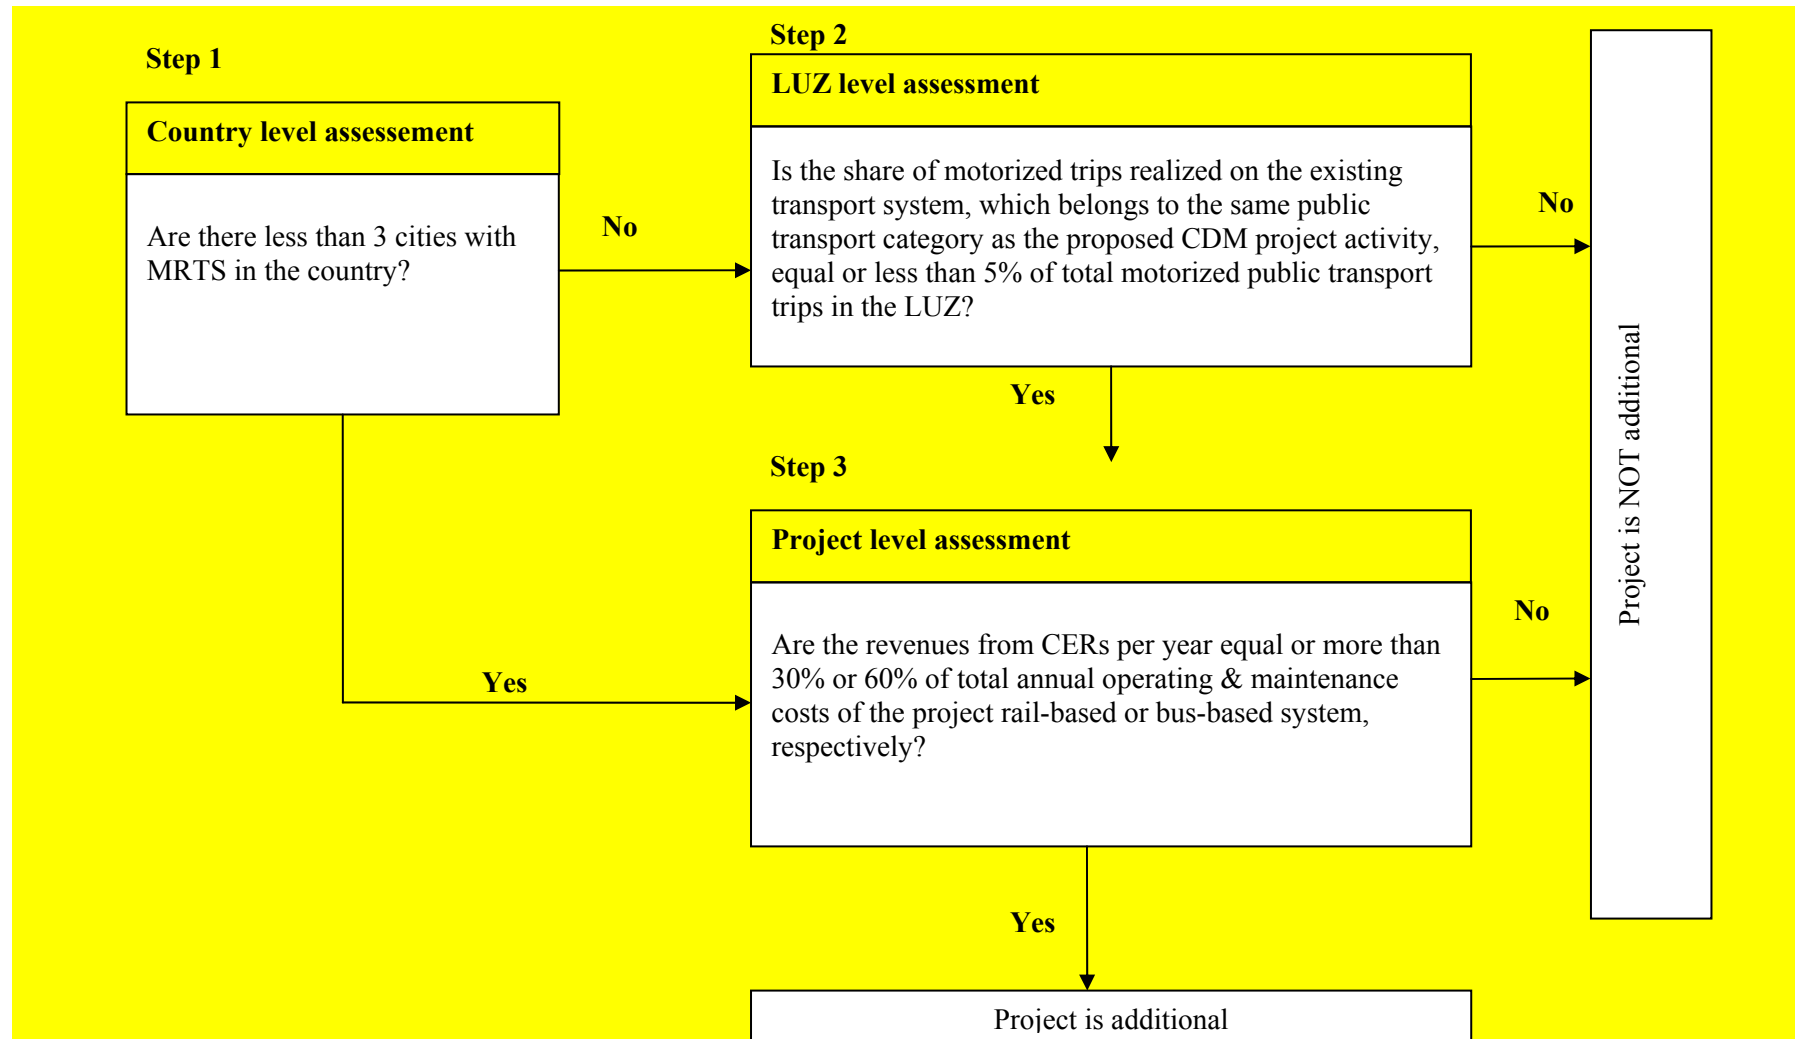 Step 1
Country level assessement
Are there less than 3 cities with
MRTS in the country?
No
Yes
Step 2
LUZ level assessment
Is the share of motorized trips realized on the existing
transport system, which belongs to the same public
transport category as the proposed CDM project activity,
equal or less than 5% of total motorized public transport
trips in the LUZ?
No
Yes
Step 3
Project level assessment
Are the revenues from CERs per year equal or more than
30% or 60% of total annual operating & maintenance
costs of the project rail-based or bus-based system,
respectively?
No
Yes
Project is additional
Project is NOT additional